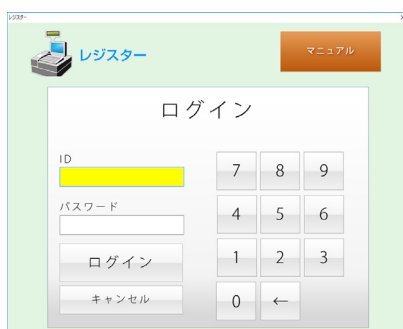 レジスター
レジスター
マニュアル
ログイン
ID
パスワード
ログイン
キャンセル
7 8 9
4 5 6
1 2 3
0 ←